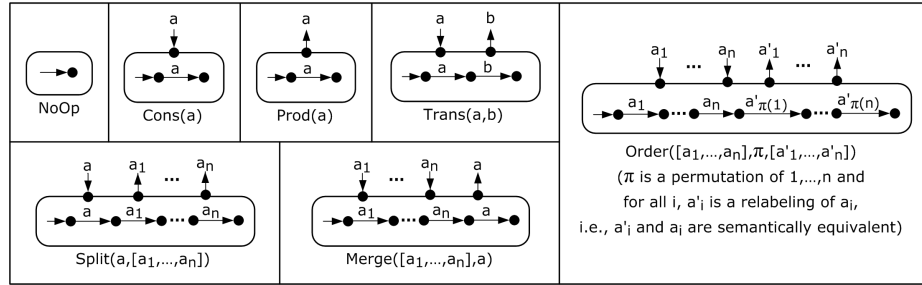 a
a
NoOp
Cons(a)
a
a
Prod(a)
a b
a b
Trans(a,b)
a₁ ... aₙ a'₁ ... a'ₙ
a₁ ... aₙ a'π(1) ... a'π(n)
Order([a₁,...,aₙ],π,[a'₁,...,a'ₙ])
(π is a permutation of 1,...,n and
for all i, a'ᵢ is a relabeling of aᵢ,
i.e., a'ᵢ and aᵢ are semantically equivalent)
a a₁ ... aₙ
a a₁ ... aₙ
Split(a,[a₁,...,aₙ])
a₁ ... aₙ a
a₁ ... aₙ a
Merge([a₁,...,aₙ],a)